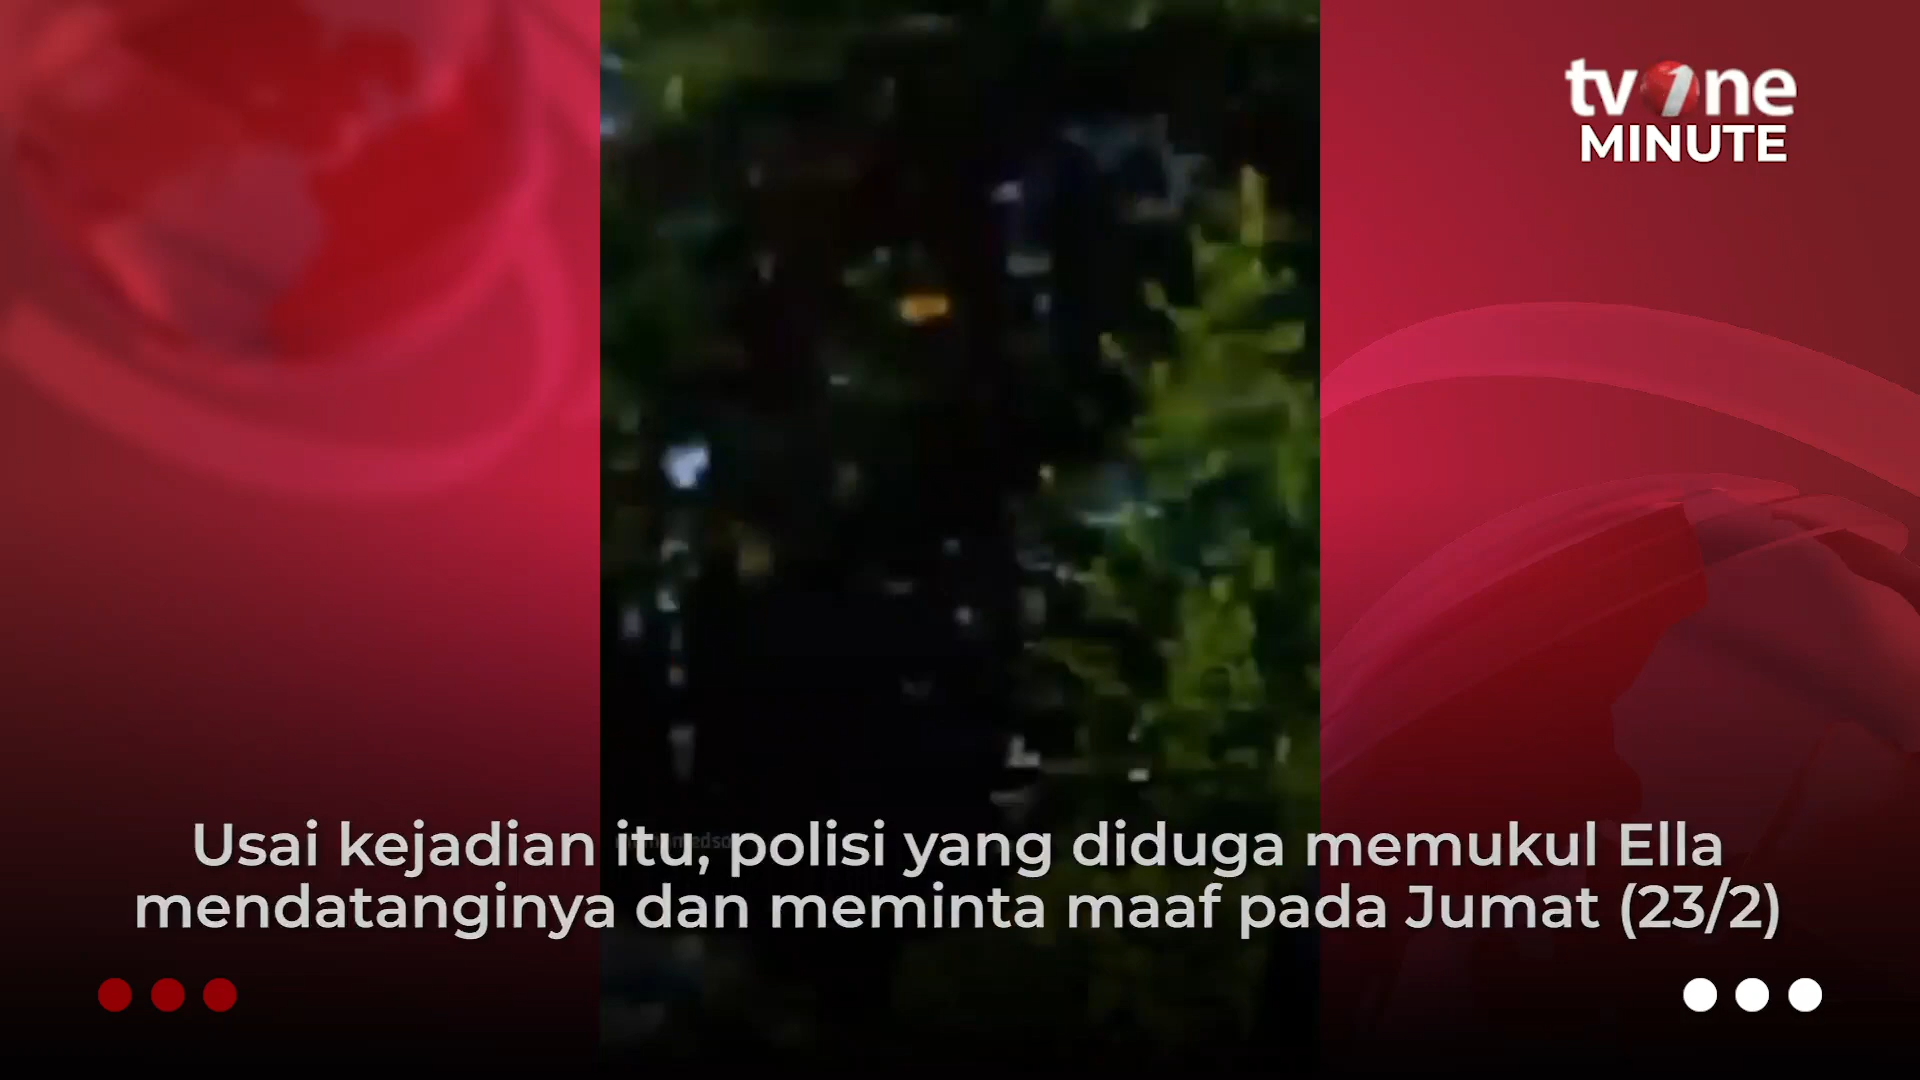 tvOne
MINUTE
Usai kejadian itu, polisi yang diduga memukul Ella
mendatanginya dan meminta maaf pada Jumat (23/2)